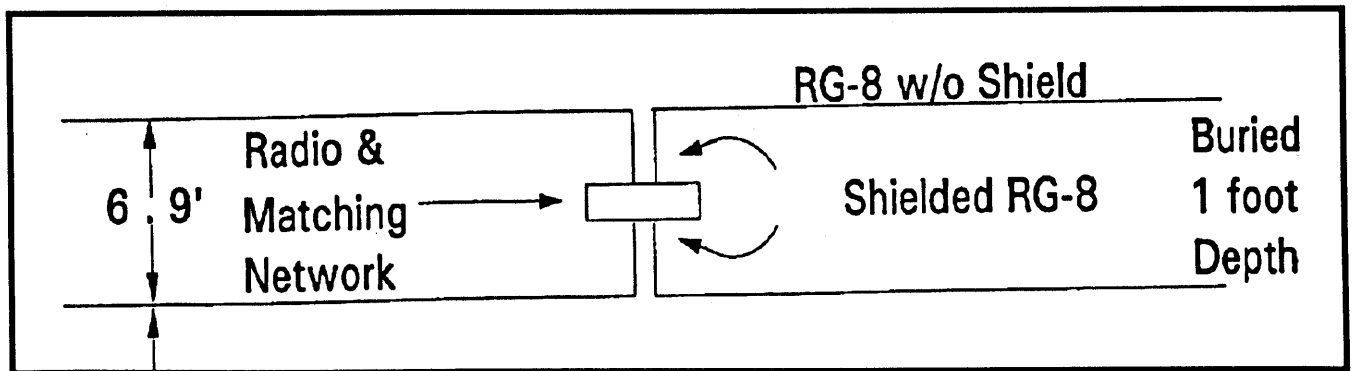 RG-8 w/o Shield
6.9'
Radio &
Matching
Network
Shielded RG-8
Buried
1 foot
Depth